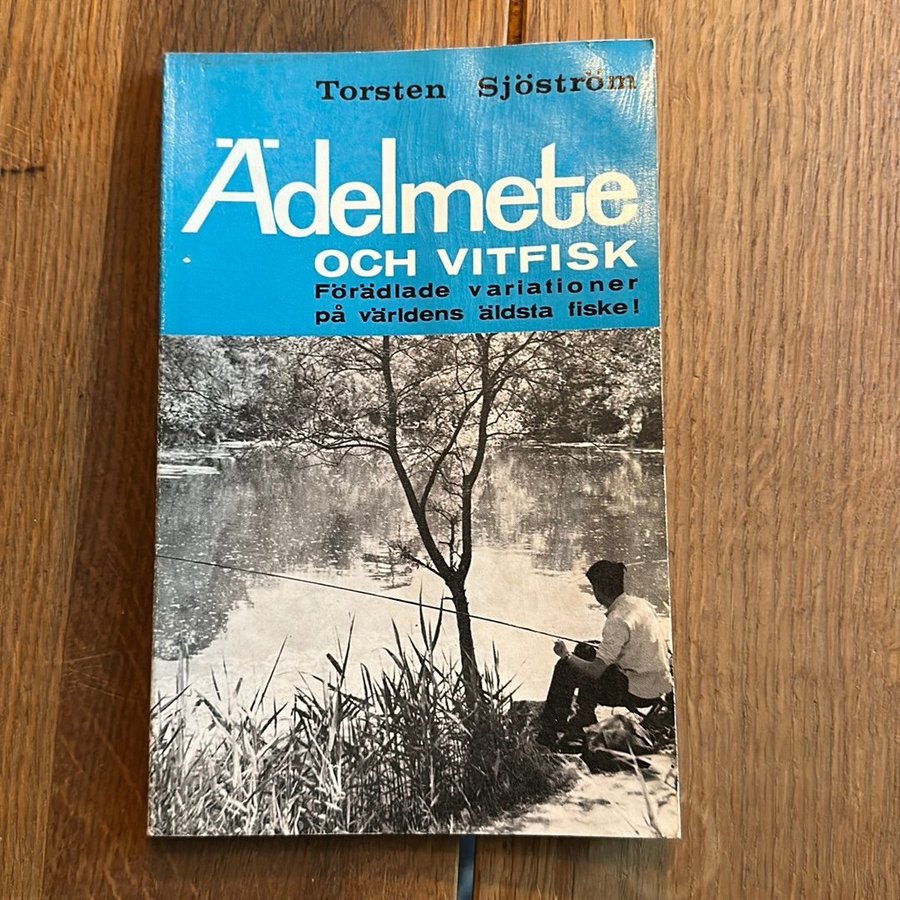 Torsten Sjöström
Ädelmete
OCH VITFISK
Förädlade variationer
på världens äldsta fiske!